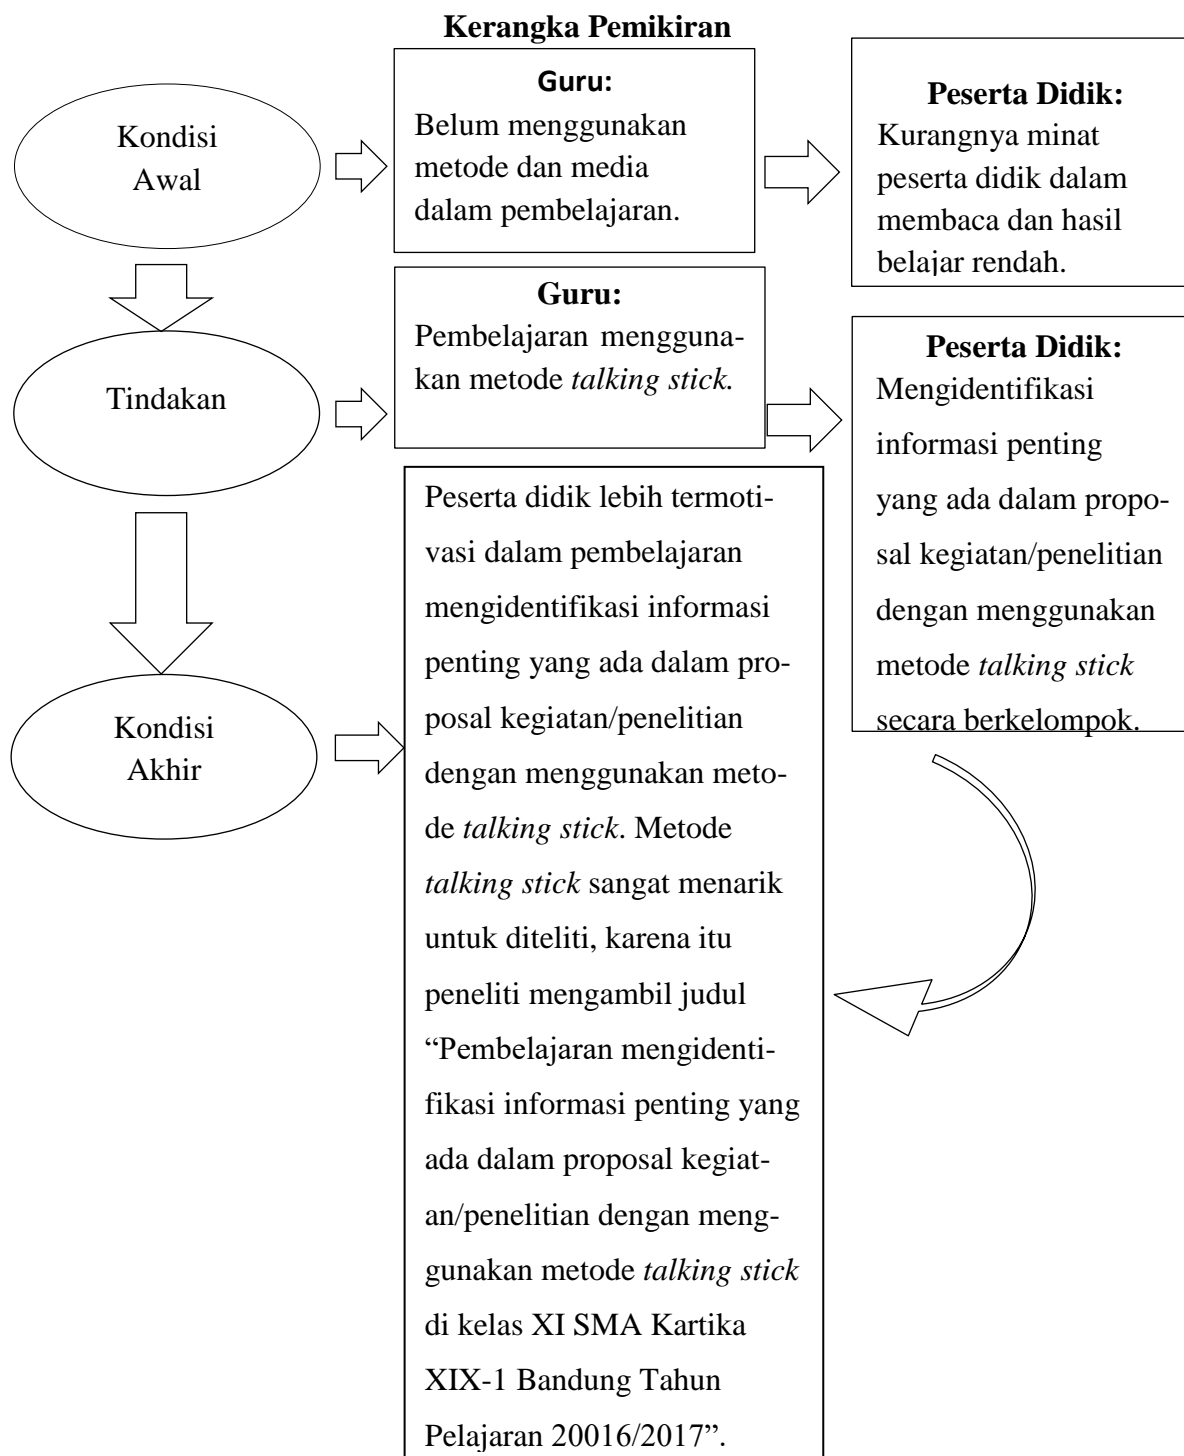 Kerangka Pemikiran
Kondisi
Awal
Guru:
Belum menggunakan
metode dan media
dalam pembelajaran.
Peserta Didik:
Kurangnya minat
peserta didik dalam
membaca dan hasil
belajar rendah.
Tindakan
Guru:
Pembelajaran mengguna-
kan metode talking stick.
Peserta Didik:
Mengidentifikasi
informasi penting
yang ada dalam propo-
sal kegiatan/penelitian
dengan menggunakan
metode talking stick
secara berkelompok.
Kondisi
Akhir
Peserta didik lebih termoti-
vasi dalam pembelajaran
mengidentifikasi informasi
penting yang ada dalam pro-
posal kegiatan/penelitian
dengan menggunakan meto-
de talking stick. Metode
talking stick sangat menarik
untuk diteliti, karena itu
peneliti mengambil judul
“Pembelajaran mengidenti-
fikasi informasi penting yang
ada dalam proposal kegiat-
an/penelitian dengan meng-
gunakan metode talking stick
di kelas XI SMA Kartika
XIX-1 Bandung Tahun
Pelajaran 20016/2017”.